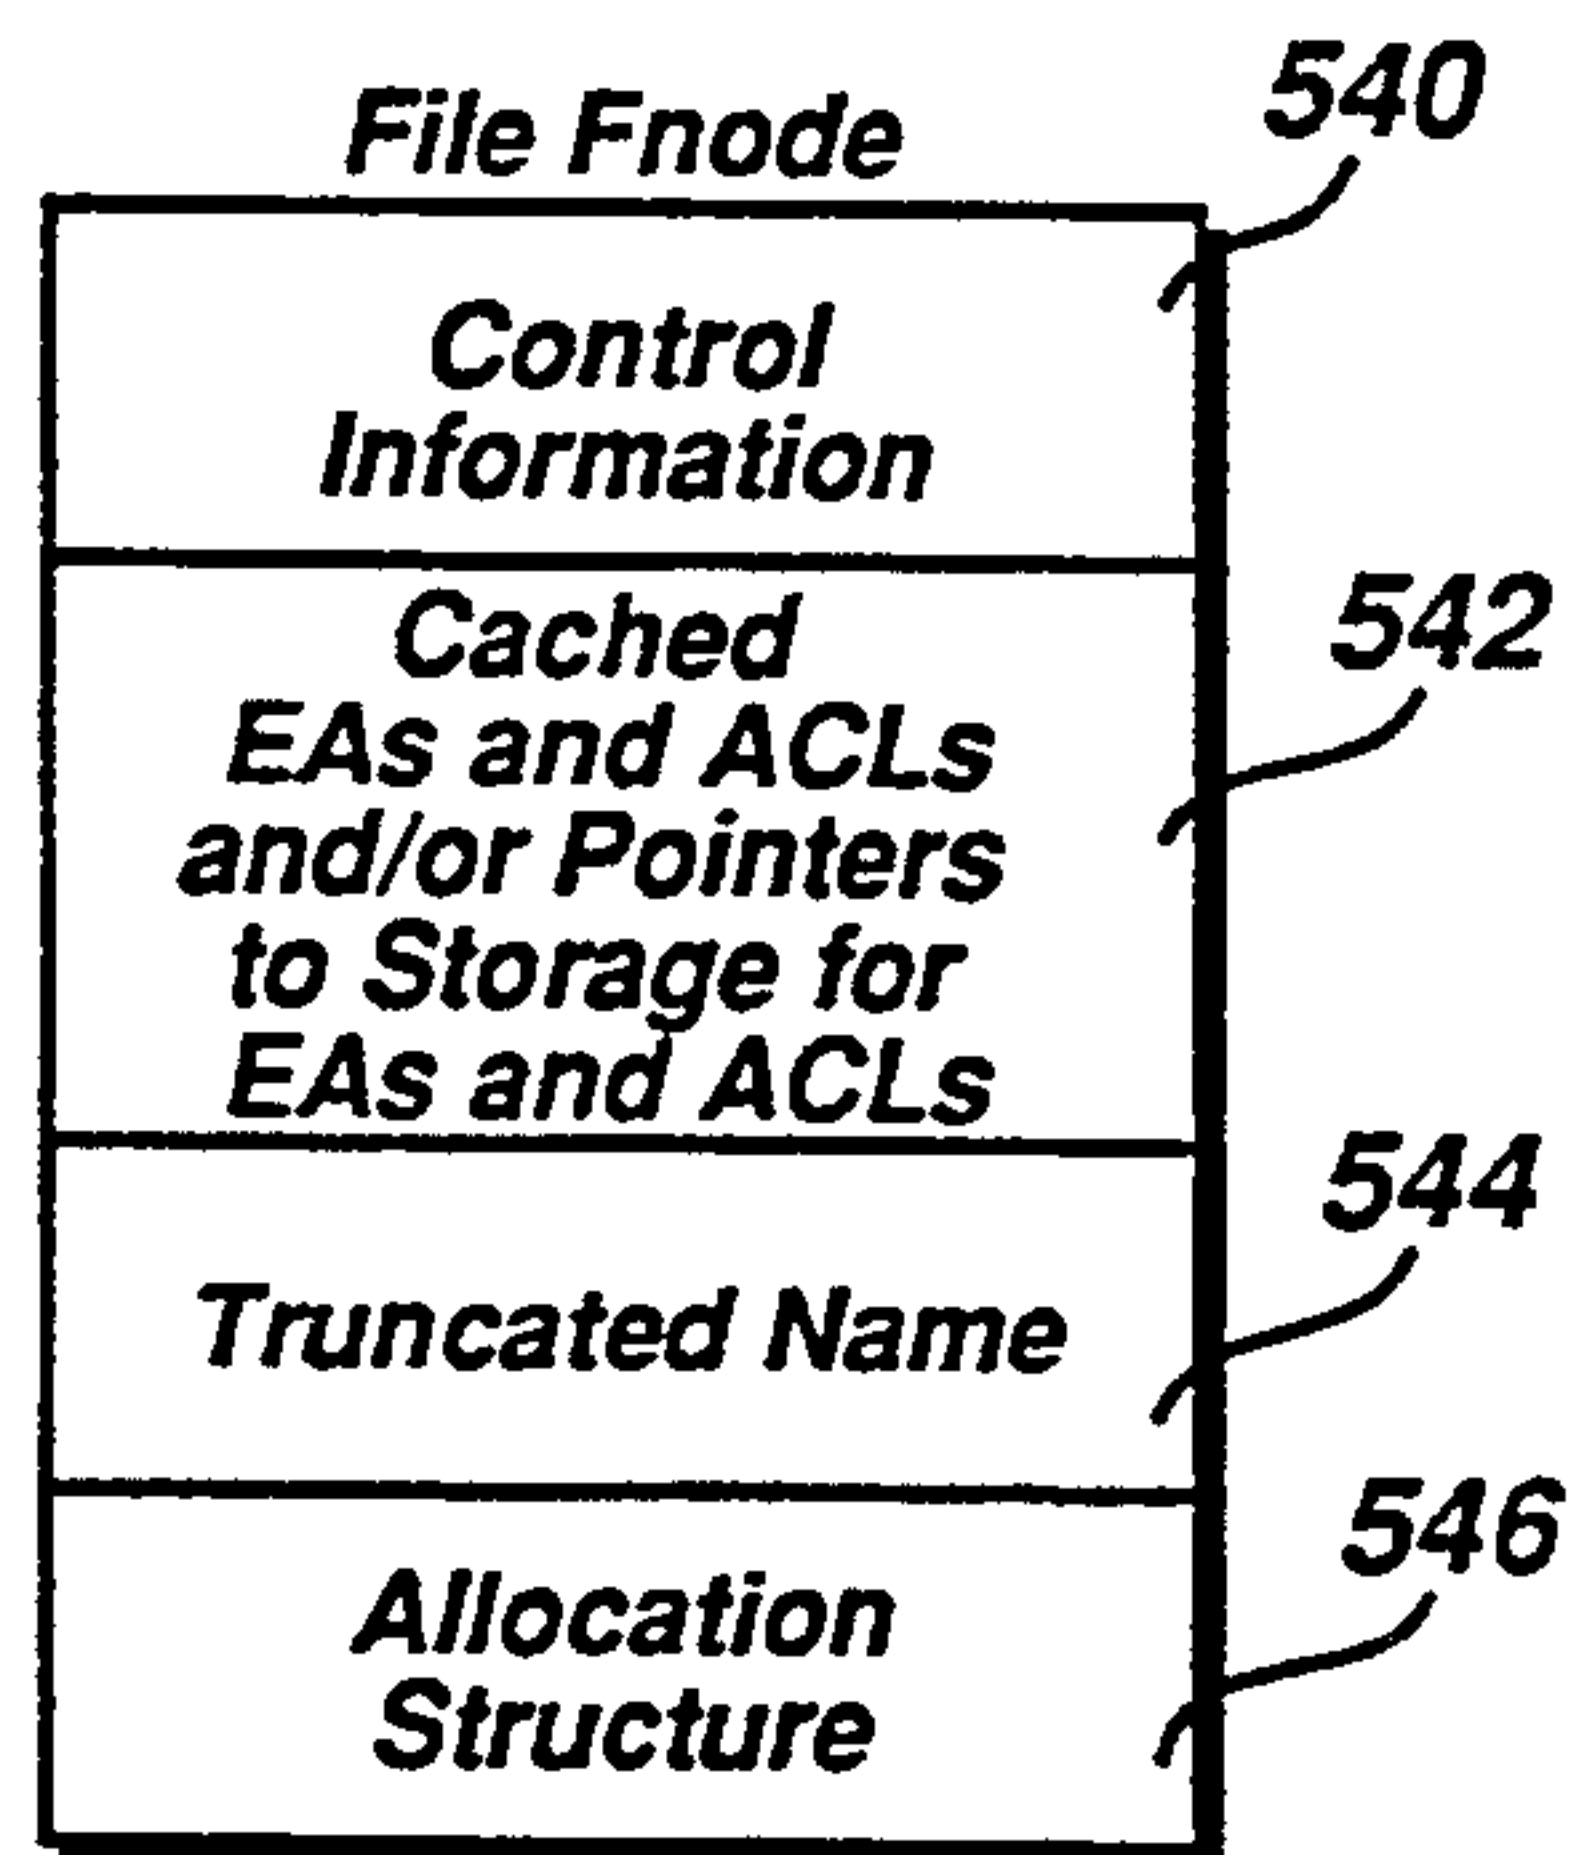 540
File Fnode
Control
Information
Cached
EAs and ACLs
and/or Pointers
to Storage for
EAs and ACLs
542
Truncated Name
544
Allocation
Structure
546